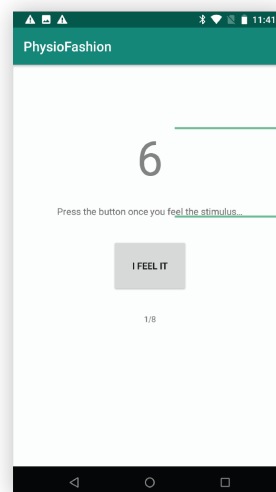 11:41
PhysioFashion
6
Press the button once you feel the stimulus...
I FEEL IT
1/8